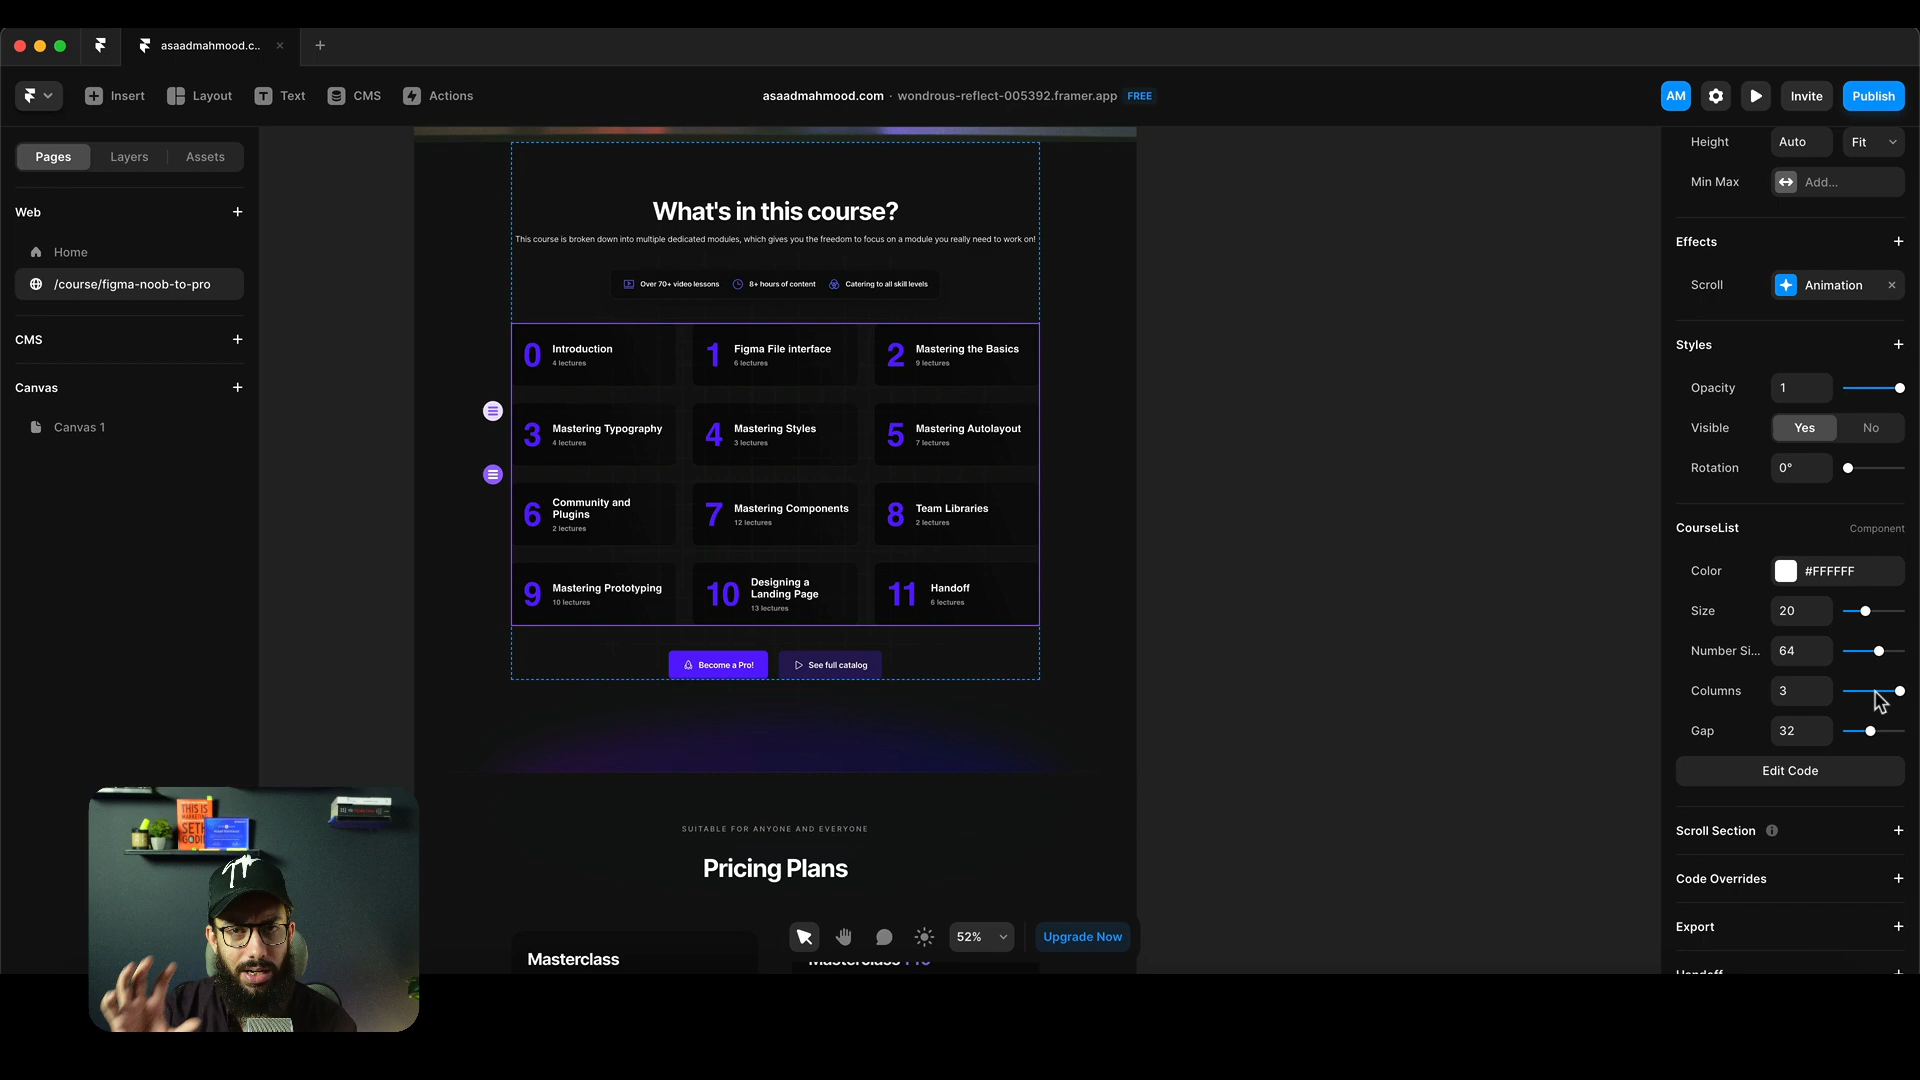 asaadmahmood.c..
Insert
Layout
Text
CMS
Actions
asaadmahmood.com · wondrous-reflect-005392.framer.app FREE
AM
Invite
Publish
Pages
Layers
Assets
Web
Home
/course/figma-noob-to-pro
CMS
Canvas
Canvas 1
What's in this course?
This course is broken down into multiple dedicated modules, which gives you the freedom to focus on a module you really need to work on!
Over 70+ video lessons
8+ hours of content
Catering to all skill levels
0
Introduction
4 lectures
1
Figma File interface
6 lectures
2
Mastering the Basics
9 lectures
3
Mastering Typography
4 lectures
4
Mastering Styles
3 lectures
5
Mastering Autolayout
7 lectures
6
Community and
Plugins
2 lectures
7
Mastering Components
12 lectures
8
Team Libraries
2 lectures
9
Mastering Prototyping
10 lectures
10
Designing a
Landing Page
13 lectures
11
Handoff
6 lectures
Become a Pro!
See full catalog
SUITABLE FOR ANYONE AND EVERYONE
Pricing Plans
Masterclass
Masterclass Pro
52%
Upgrade Now
Height
Auto
Fit
Min Max
Add...
Effects
Scroll
Animation
Styles
Opacity
1
Visible
Yes
No
Rotation
0°
CourseList
Component
Color
#FFFFFF
Size
20
Number Si...
64
Columns
3
Gap
32
Edit Code
Scroll Section
Code Overrides
Export
Handoff
THIS IS
MARKETING
SETH
GODIN